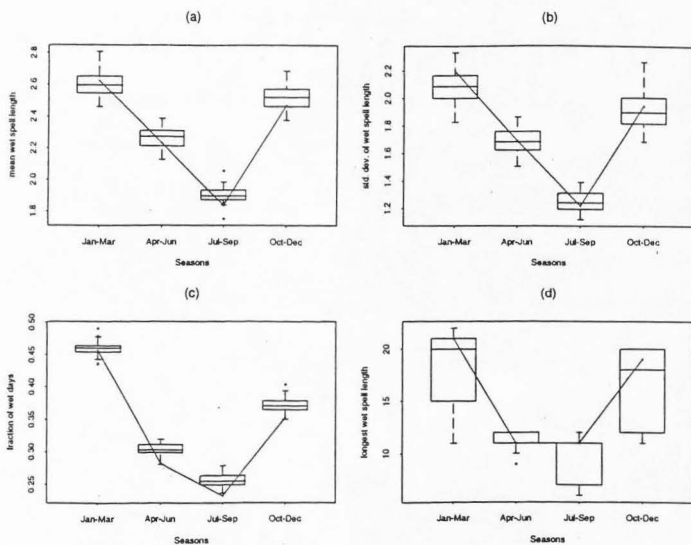 (a)
mean wet spell length
2.8
2.6
2.4
2.2
2.0
1.8
Jan-Mar Apr-Jun Jul-Sep Oct-Dec
Seasons
(b)
std. dev. of wet spell length
2.2
2.0
1.8
1.6
1.4
1.2
Jan-Mar Apr-Jun Jul-Sep Oct-Dec
Seasons
(c)
fraction of wet days
0.50
0.45
0.40
0.35
0.30
0.25
Jan-Mar Apr-Jun Jul-Sep Oct-Dec
Seasons
(d)
longest wet spell length
20
15
10
Jan-Mar Apr-Jun Jul-Sep Oct-Dec
Seasons